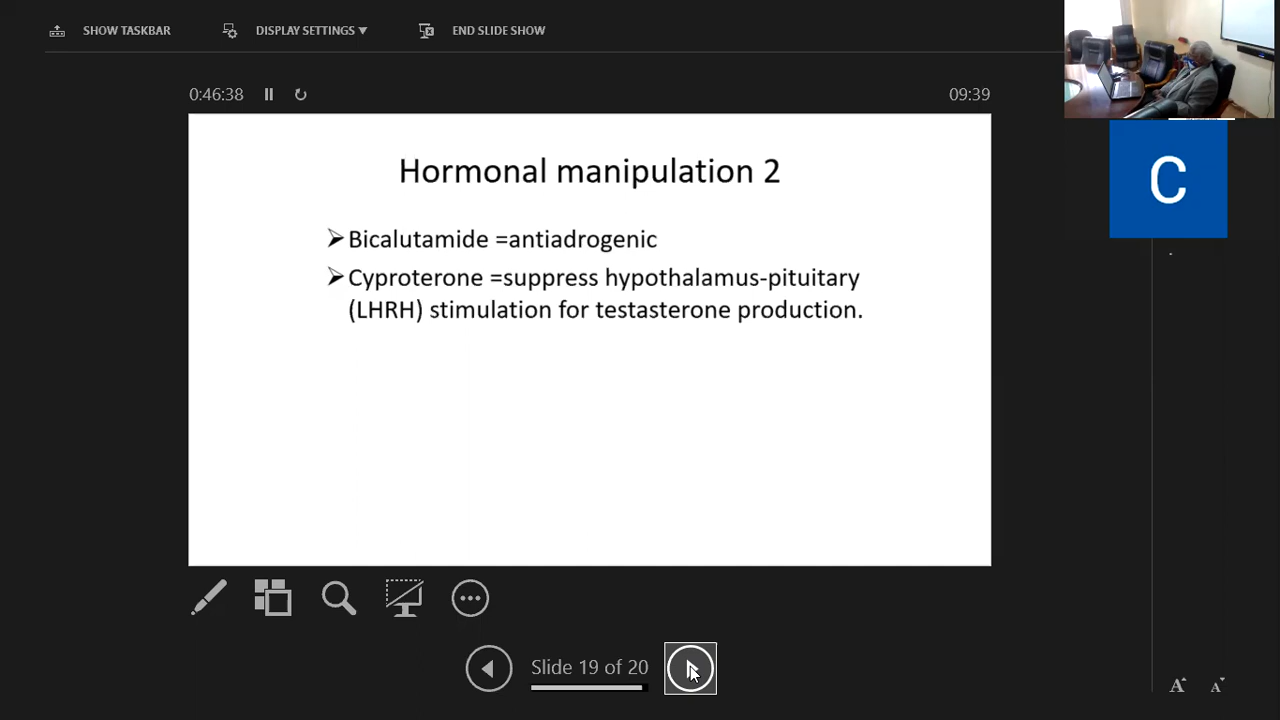 SHOW TASKBAR
DISPLAY SETTINGS
END SLIDE SHOW
0:46:38
09:39
Hormonal manipulation 2
Bicalutamide =antiadrogenic
Cyproterone =suppress hypothalamus-pituitary
(LHRH) stimulation for testasterone production.
C
Slide 19 of 20
A A